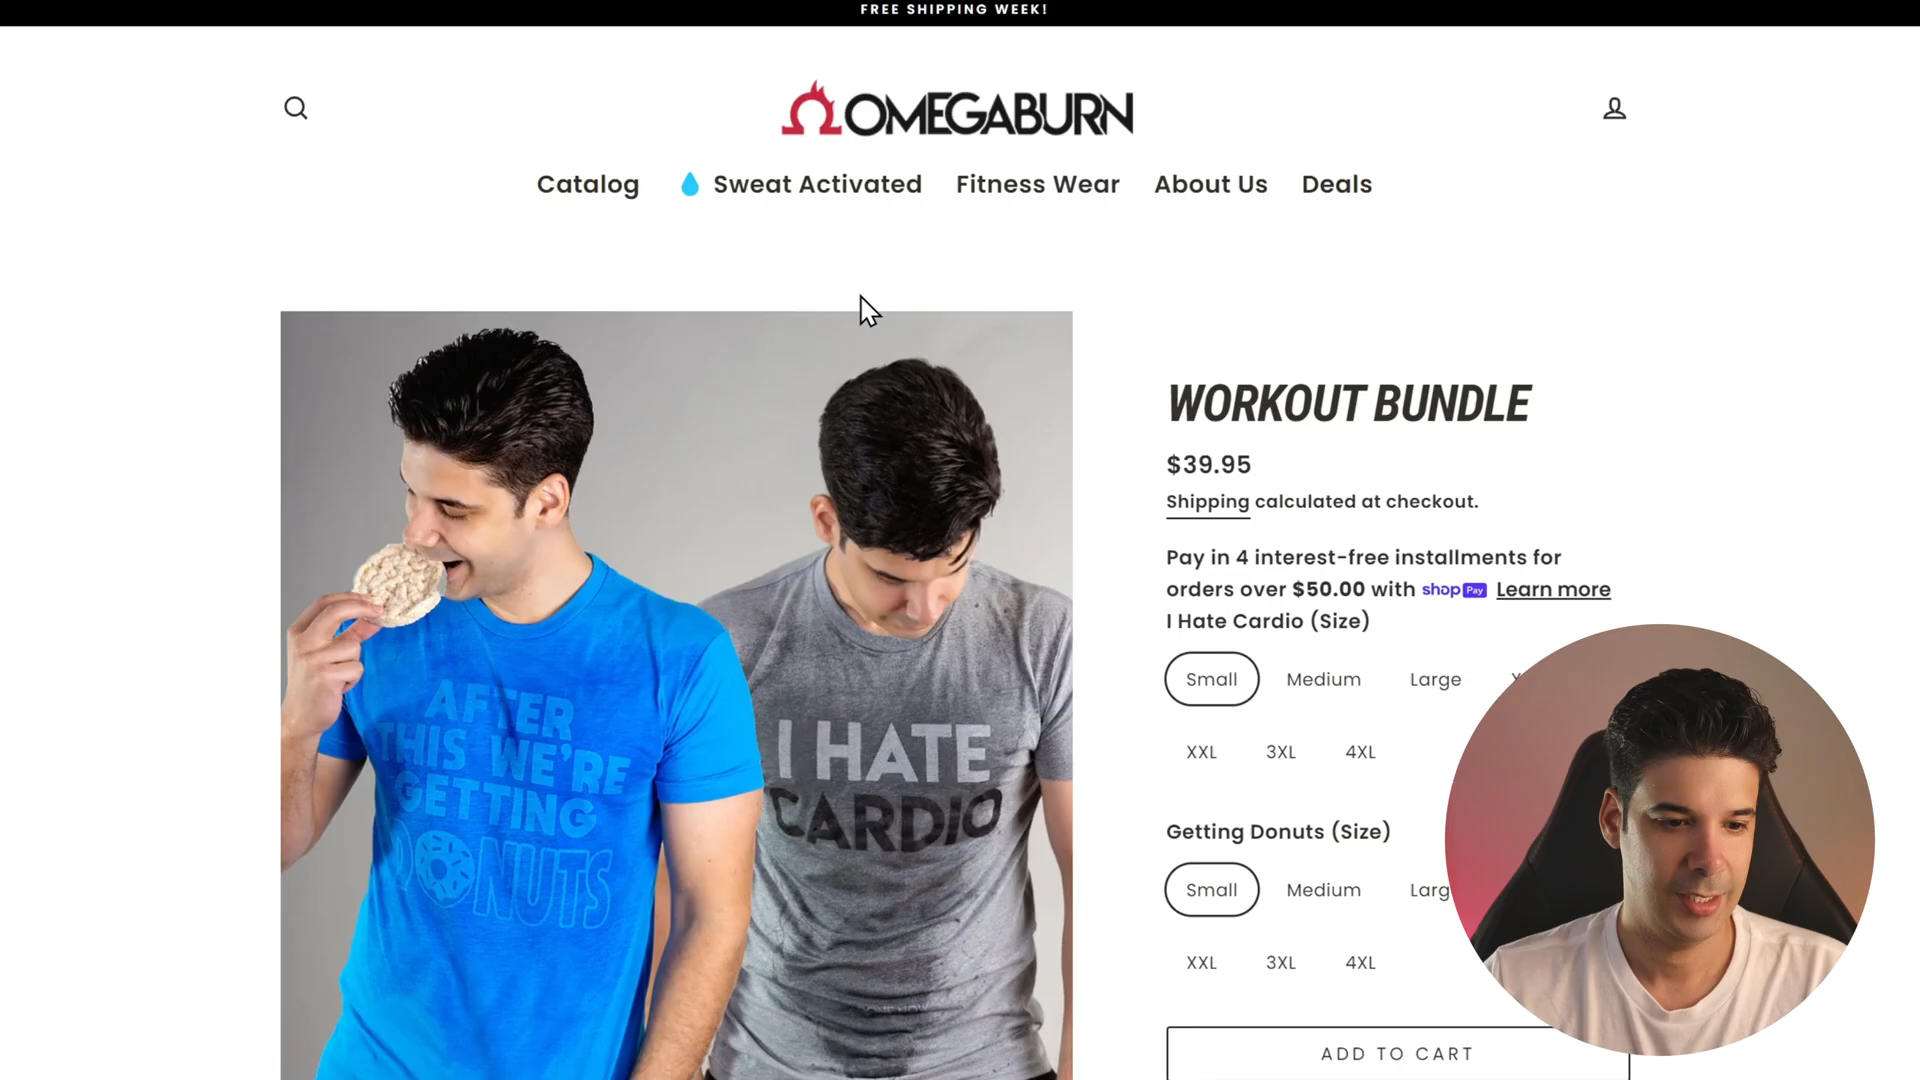 FREE SHIPPING WEEK!
OMEGABURN
Catalog Sweat Activated Fitness Wear About Us Deals
WORKOUT BUNDLE
$39.95
Shipping calculated at checkout.
Pay in 4 interest-free installments for
orders over $50.00 with shop Pay Learn more
I Hate Cardio (Size)
Small Medium Large
XXL 3XL 4XL
Getting Donuts (Size)
Small Medium Larg
XXL 3XL 4XL
ADD TO CART
AFTER
THIS WE'RE
GETTING
DONUTS
I HATE
CARDIO